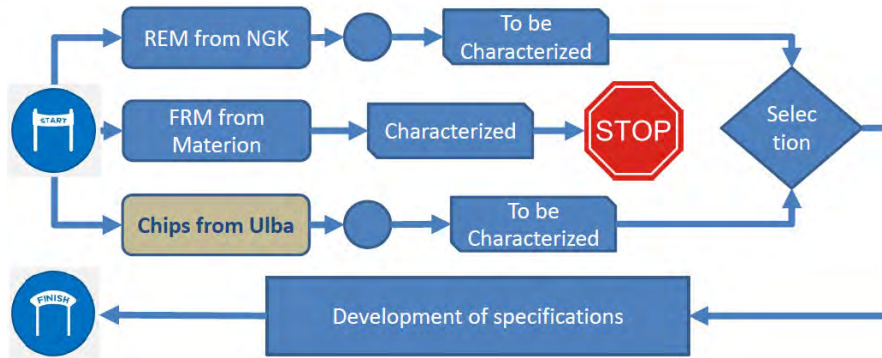 REM from NGK
To be
Characterized
START
FRM from
Materion
Characterized
STOP
Selec
tion
Chips from Ulba
To be
Characterized
FINISH
Development of specifications